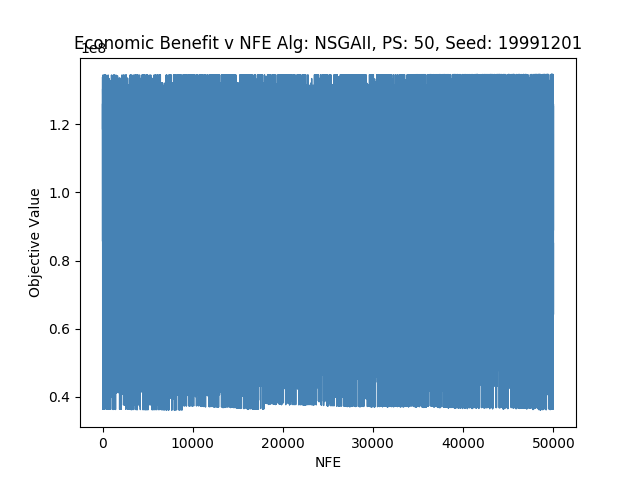 Economic Benefit v NFE Alg: NSGAII, PS: 50, Seed: 19991201
1e8
1.2
1.0
0.8
0.6
0.4
Objective Value
0
10000
20000
30000
40000
50000
NFE